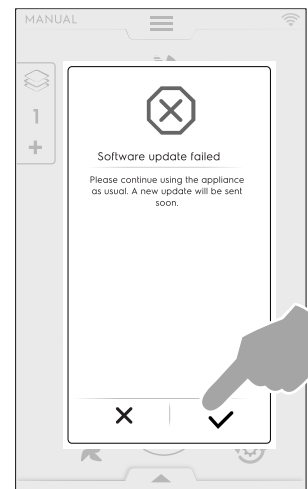 MANUAL
1
+
Software update failed
Please continue using the appliance
as usual. A new update will be sent
soon.